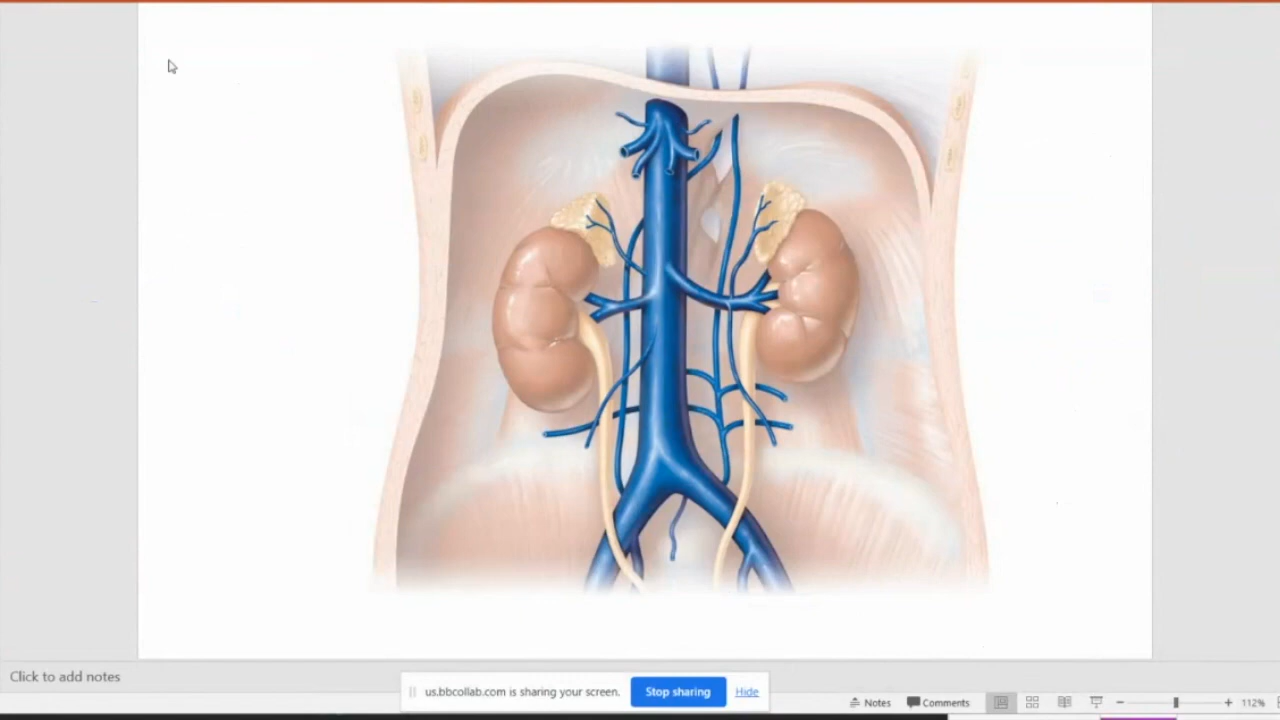 Click to add notes
us.bbcollab.com is sharing your screen.
Stop sharing
Hide
Notes
Comments
112%